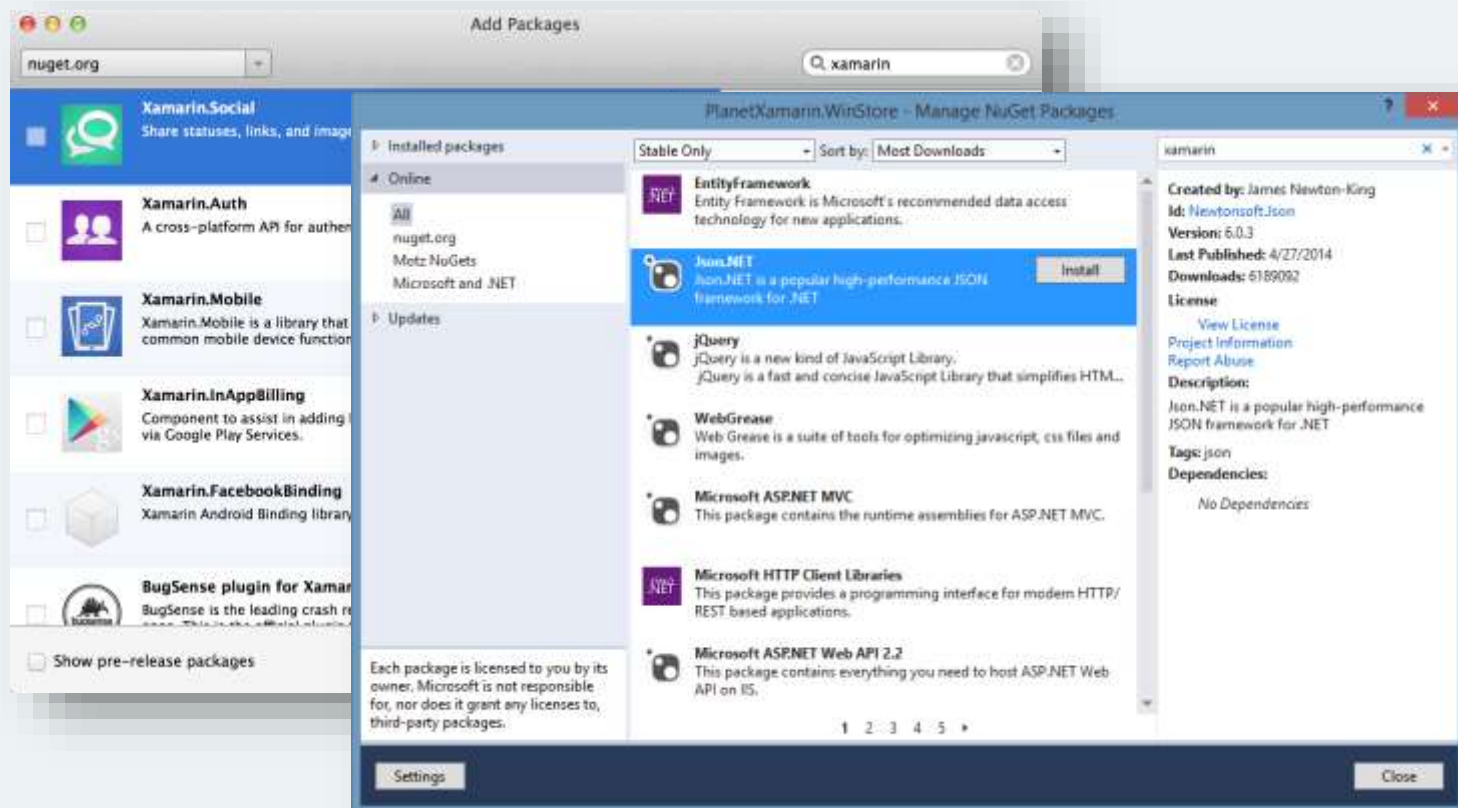 Add Packages
nuget.org
xamarin
Xamarin.Social
Share statuses, links, and image
Xamarin.Auth
A cross-platform API for authen
Xamarin.Mobile
Xamarin.Mobile is a library that
common mobile device function
Xamarin.InAppBilling
Component to assist in adding
via Google Play Services.
Xamarin.FacebookBinding
Xamarin Android Binding library
BugSense plugin for Xamar
BugSense is the leading crash re
Show pre-release packages
PlanetXamarin.WinStore - Manage NuGet Packages
?
Installed packages
Online
All
nuget.org
Motz NuGets
Microsoft and .NET
Updates
Each package is licensed to you by its
owner. Microsoft is not responsible
for, nor does it grant any licenses to,
third-party packages.
Stable Only
Sort by: Most Downloads
.NET
EntityFramework
Entity Framework is Microsoft's recommended data access
technology for new applications.
Json.NET
Json.NET is a popular high-performance JSON
framework for .NET
Install
jQuery
jQuery is a new kind of JavaScript Library.
jQuery is a fast and concise JavaScript Library that simplifies HTM...
WebGrease
Web Grease is a suite of tools for optimizing javascript, css files and
images.
Microsoft ASP.NET MVC
This package contains the runtime assemblies for ASP.NET MVC.
.NET
Microsoft HTTP Client Libraries
This package provides a programming interface for modern HTTP/
REST based applications.
Microsoft ASP.NET Web API 2.2
This package contains everything you need to host ASP.NET Web
API on IIS.
1 2 3 4 5
xamarin
Created by: James Newton-King
Id: Newtonsoft.Json
Version: 6.0.3
Last Published: 4/27/2014
Downloads: 6189092
License
View License
Project Information
Report Abuse
Description:
Json.NET is a popular high-performance
JSON framework for .NET
Tags: json
Dependencies:
No Dependencies
Settings
Close